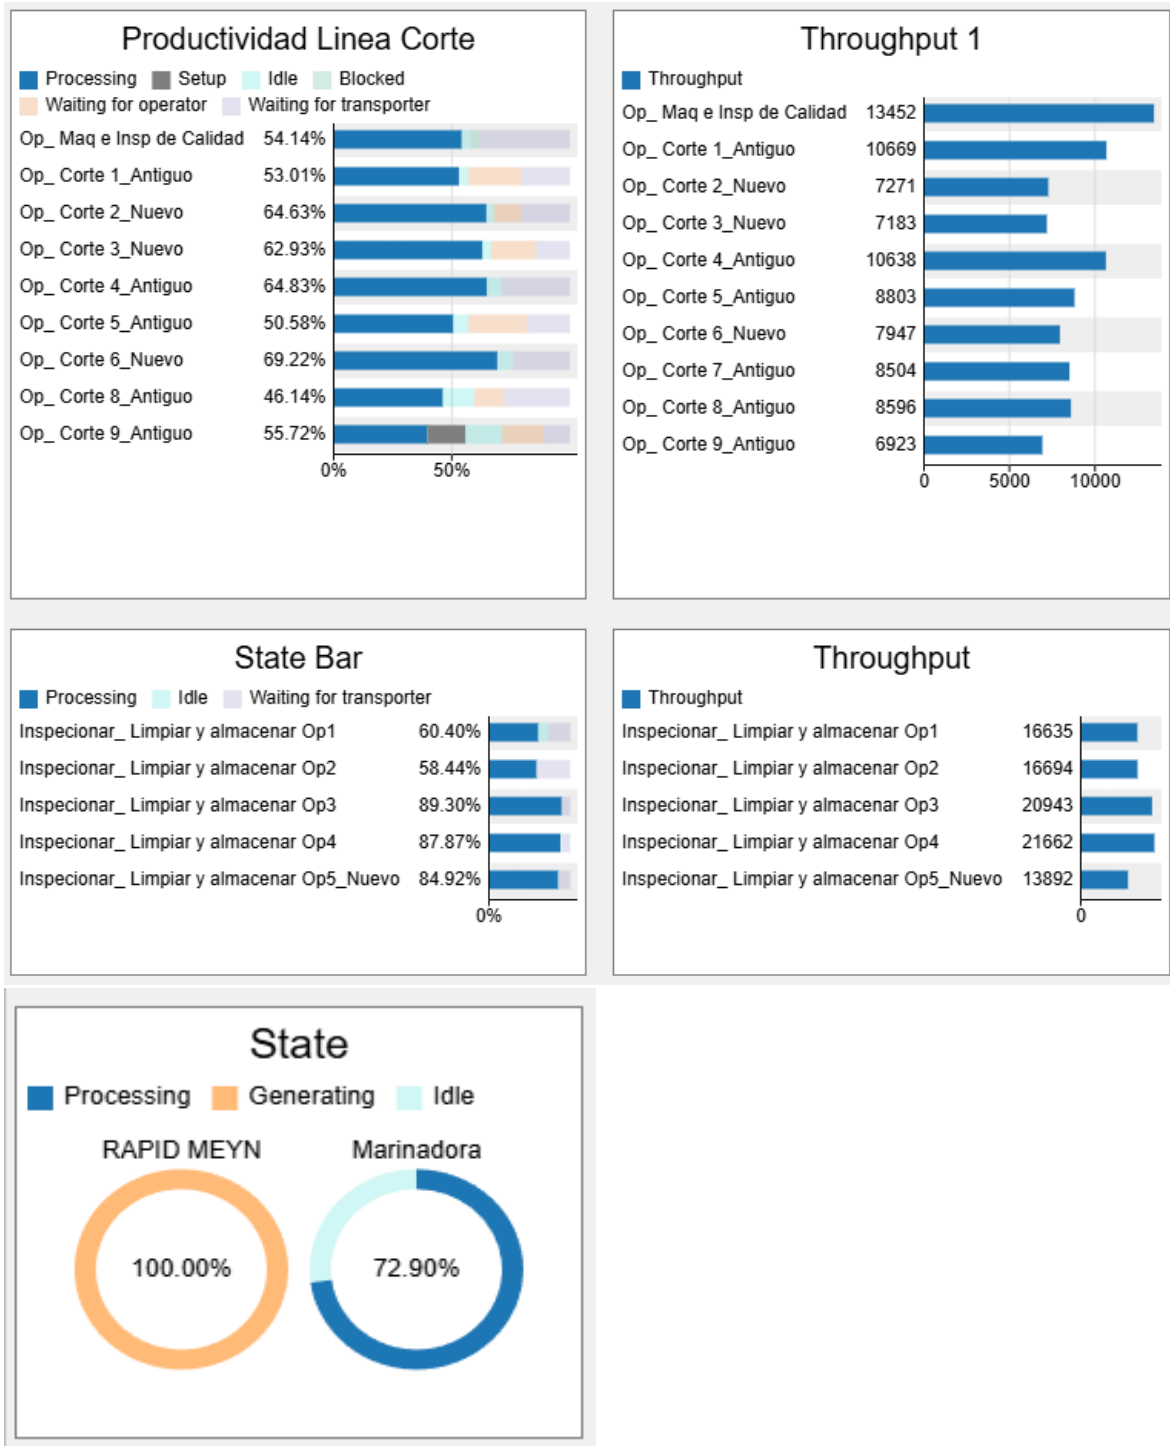 Productividad Linea Corte
Processing Setup Idle Blocked
Waiting for operator Waiting for transporter
Op_ Maq e Insp de Calidad 54.14%
Op_ Corte 1_Antiguo 53.01%
Op_ Corte 2_Nuevo 64.63%
Op_ Corte 3_Nuevo 62.93%
Op_ Corte 4_Antiguo 64.83%
Op_ Corte 5_Antiguo 50.58%
Op_ Corte 6_Nuevo 69.22%
Op_ Corte 8_Antiguo 46.14%
Op_ Corte 9_Antiguo 55.72%
0% 50%
Throughput 1
Throughput
Op_ Maq e Insp de Calidad 13452
Op_ Corte 1_Antiguo 10669
Op_ Corte 2_Nuevo 7271
Op_ Corte 3_Nuevo 7183
Op_ Corte 4_Antiguo 10638
Op_ Corte 5_Antiguo 8803
Op_ Corte 6_Nuevo 7947
Op_ Corte 7_Antiguo 8504
Op_ Corte 8_Antiguo 8596
Op_ Corte 9_Antiguo 6923
0 5000 10000
State Bar
Processing Idle Waiting for transporter
Inspecionar_ Limpiar y almacenar Op1 60.40%
Inspecionar_ Limpiar y almacenar Op2 58.44%
Inspecionar_ Limpiar y almacenar Op3 89.30%
Inspecionar_ Limpiar y almacenar Op4 87.87%
Inspecionar_ Limpiar y almacenar Op5_Nuevo 84.92%
0%
Throughput
Throughput
Inspecionar_ Limpiar y almacenar Op1 16635
Inspecionar_ Limpiar y almacenar Op2 16694
Inspecionar_ Limpiar y almacenar Op3 20943
Inspecionar_ Limpiar y almacenar Op4 21662
Inspecionar_ Limpiar y almacenar Op5_Nuevo 13892
0
State
Processing Generating Idle
RAPID MEYN Marinadora
100.00% 72.90%